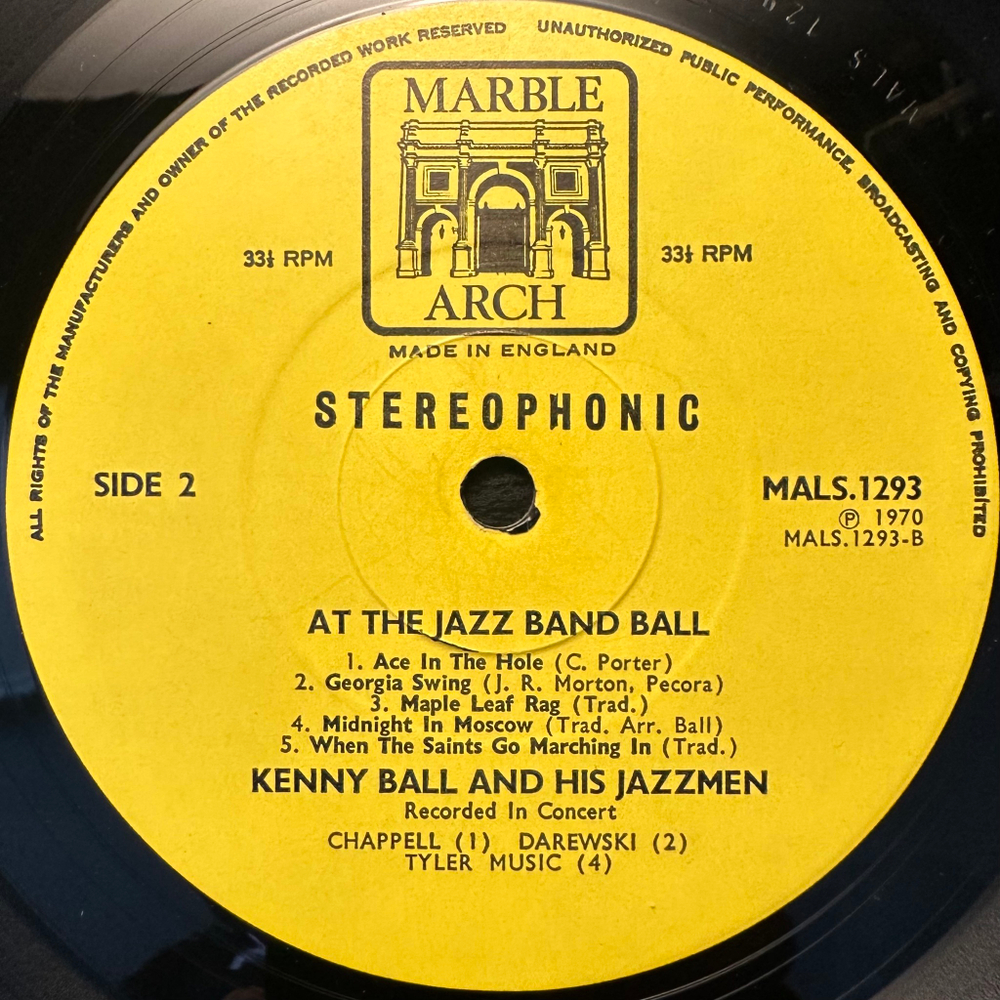 ALL RIGHTS OF THE MANUFACTURERS AND OWNER OF THE RECORDED WORK RESERVED UNAUTHORIZED PUBLIC PERFORMANCE, BROADCASTING AND COPYING PROHIBITED
MARBLE
ARCH
33⅓ RPM
33⅓ RPM
MADE IN ENGLAND
STEREOPHONIC
SIDE 2
MALS.1293
Ⓟ 1970
MALS.1293-B
AT THE JAZZ BAND BALL
1. Ace In The Hole (C. Porter)
2. Georgia Swing (J. R. Morton, Pecora)
3. Maple Leaf Rag (Trad.)
4. Midnight In Moscow (Trad. Arr. Ball)
5. When The Saints Go Marching In (Trad.)
KENNY BALL AND HIS JAZZMEN
Recorded In Concert
CHAPPELL (1) DAREWSKI (2)
TYLER MUSIC (4)
MALS